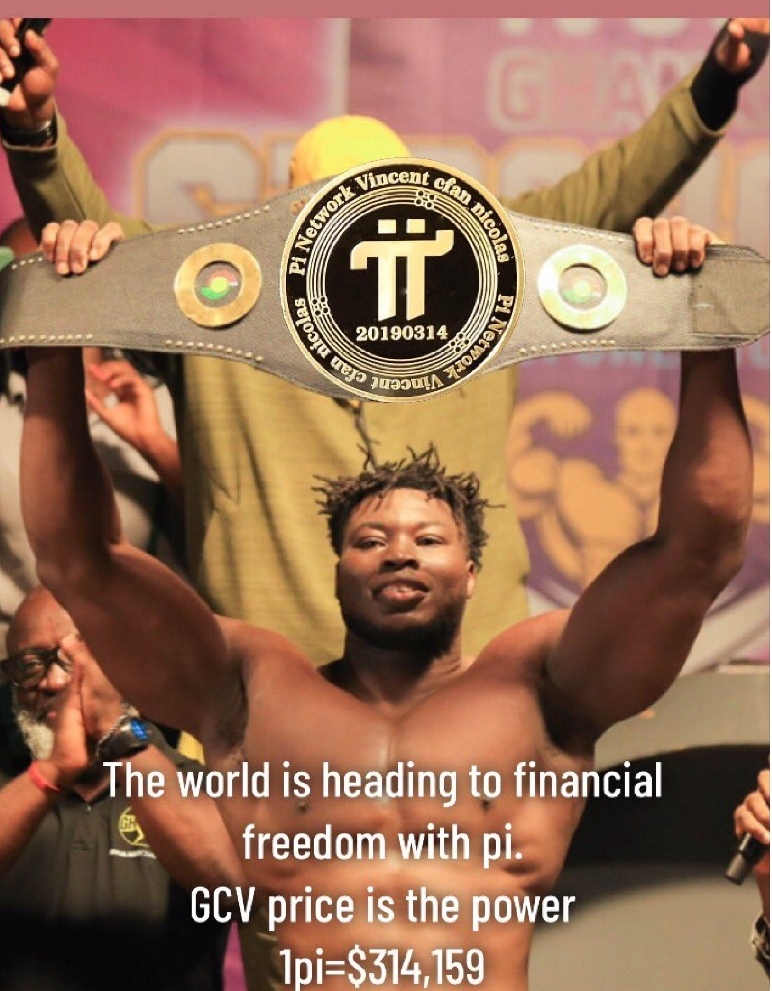 GHAN
Pi Network Vincent cfan nicolas
20190314
Pi Network Vincent cfan nicolas
The world is heading to financial
freedom with pi.
GCV price is the power
1pi=$314,159